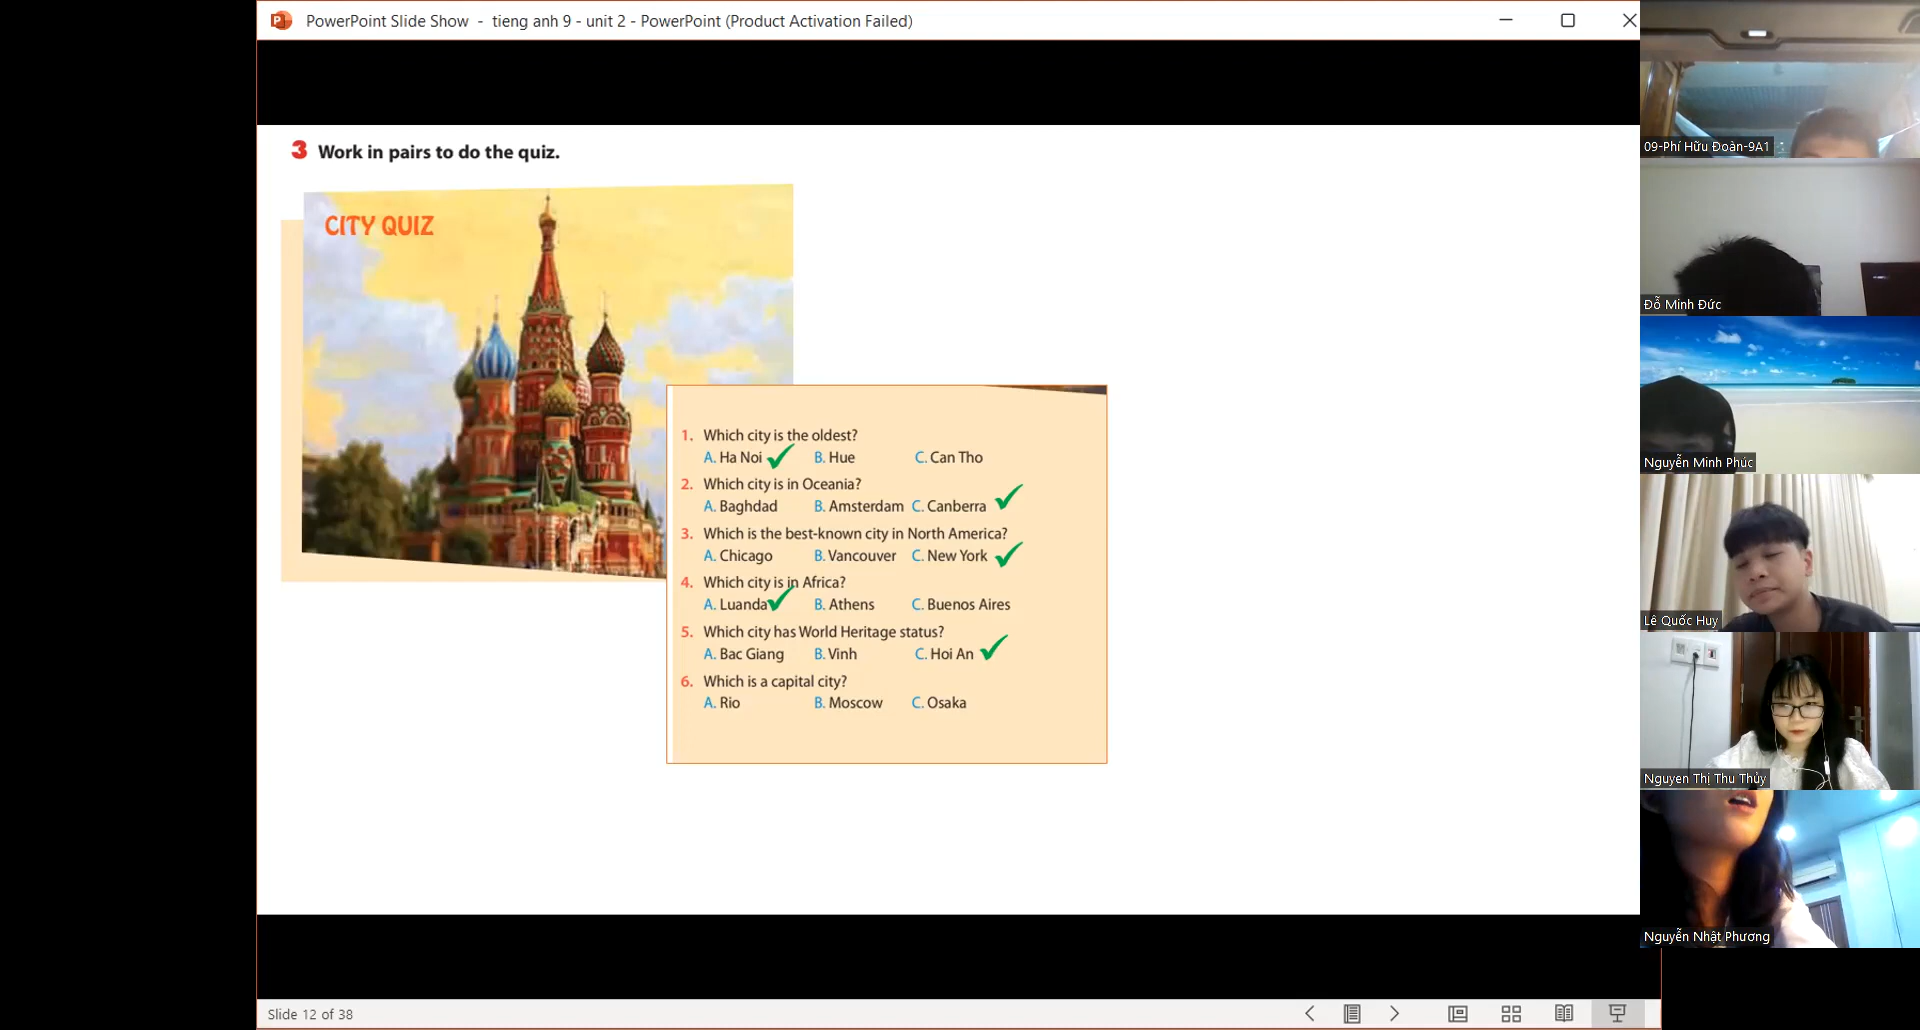 PowerPoint Slide Show - tieng anh 9 - unit 2 - PowerPoint (Product Activation Failed)
3 Work in pairs to do the quiz.
CITY QUIZ
1. Which city is the oldest?
A. Ha Noi B. Hue C. Can Tho
2. Which city is in Oceania?
A. Baghdad B. Amsterdam C. Canberra
3. Which is the best-known city in North America?
A. Chicago B. Vancouver C. New York
4. Which city is in Africa?
A. Luanda B. Athens C. Buenos Aires
5. Which city has World Heritage status?
A. Bac Giang B. Vinh C. Hoi An
6. Which is a capital city?
A. Rio B. Moscow C. Osaka
Slide 12 of 38
09-Phí Hữu Đoàn-9A1
Đỗ Minh Đức
Nguyễn Minh Phúc
Lê Quốc Huy
Nguyen Thị Thu Thủy
Nguyễn Nhật Phương